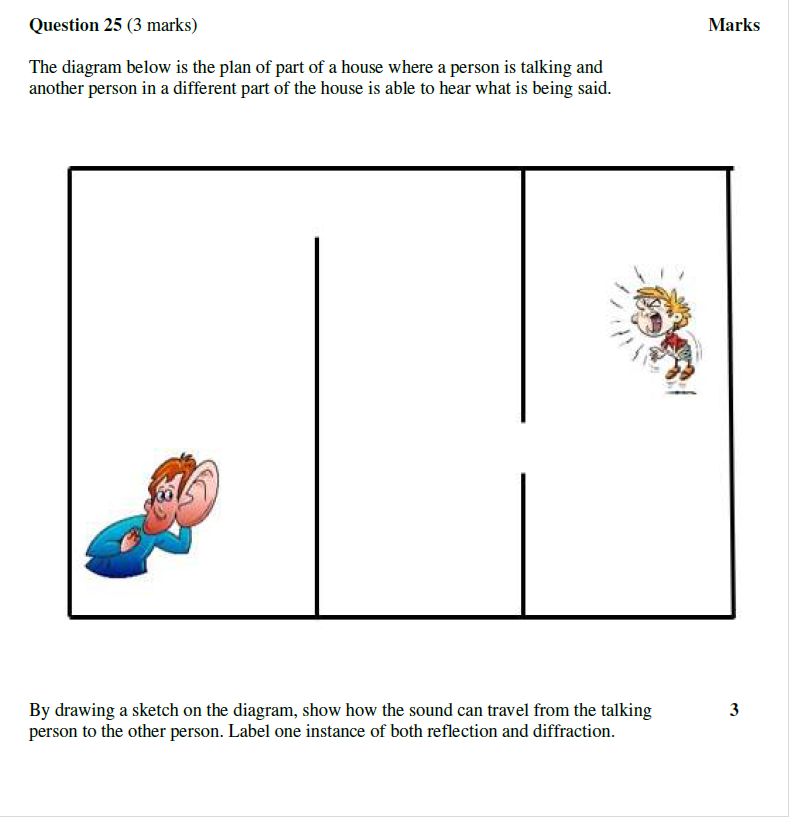 Question 25 (3 marks) Marks
The diagram below is the plan of part of a house where a person is talking and
another person in a different part of the house is able to hear what is being said.
By drawing a sketch on the diagram, show how the sound can travel from the talking 3
person to the other person. Label one instance of both reflection and diffraction.